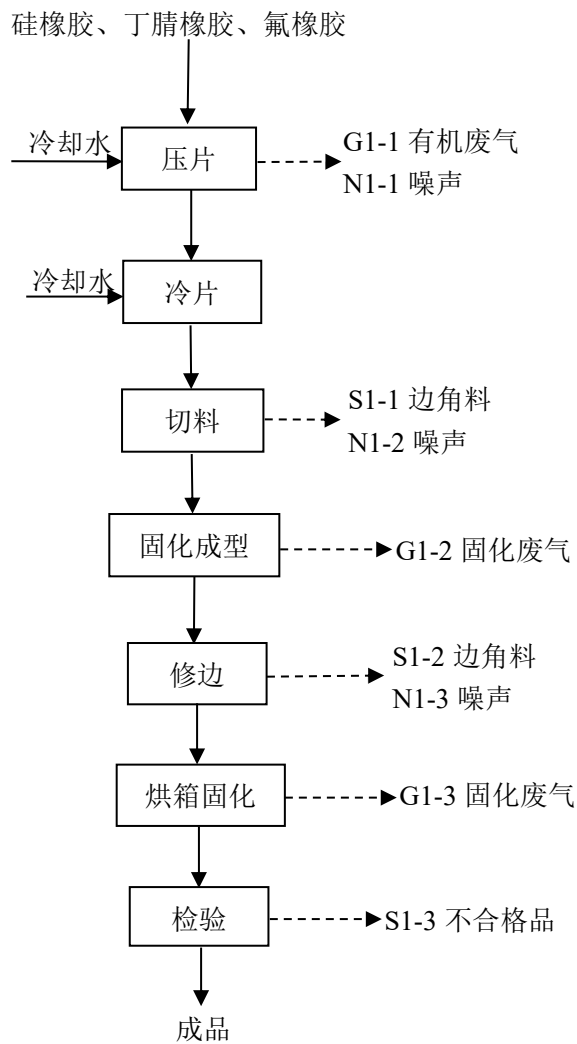 硅橡胶、丁腈橡胶、氟橡胶
冷却水
压片
G1-1 有机废气
N1-1 噪声
冷却水
冷片
切料
S1-1 边角料
N1-2 噪声
固化成型
G1-2 固化废气
修边
S1-2 边角料
N1-3 噪声
烘箱固化
G1-3 固化废气
检验
S1-3 不合格品
成品